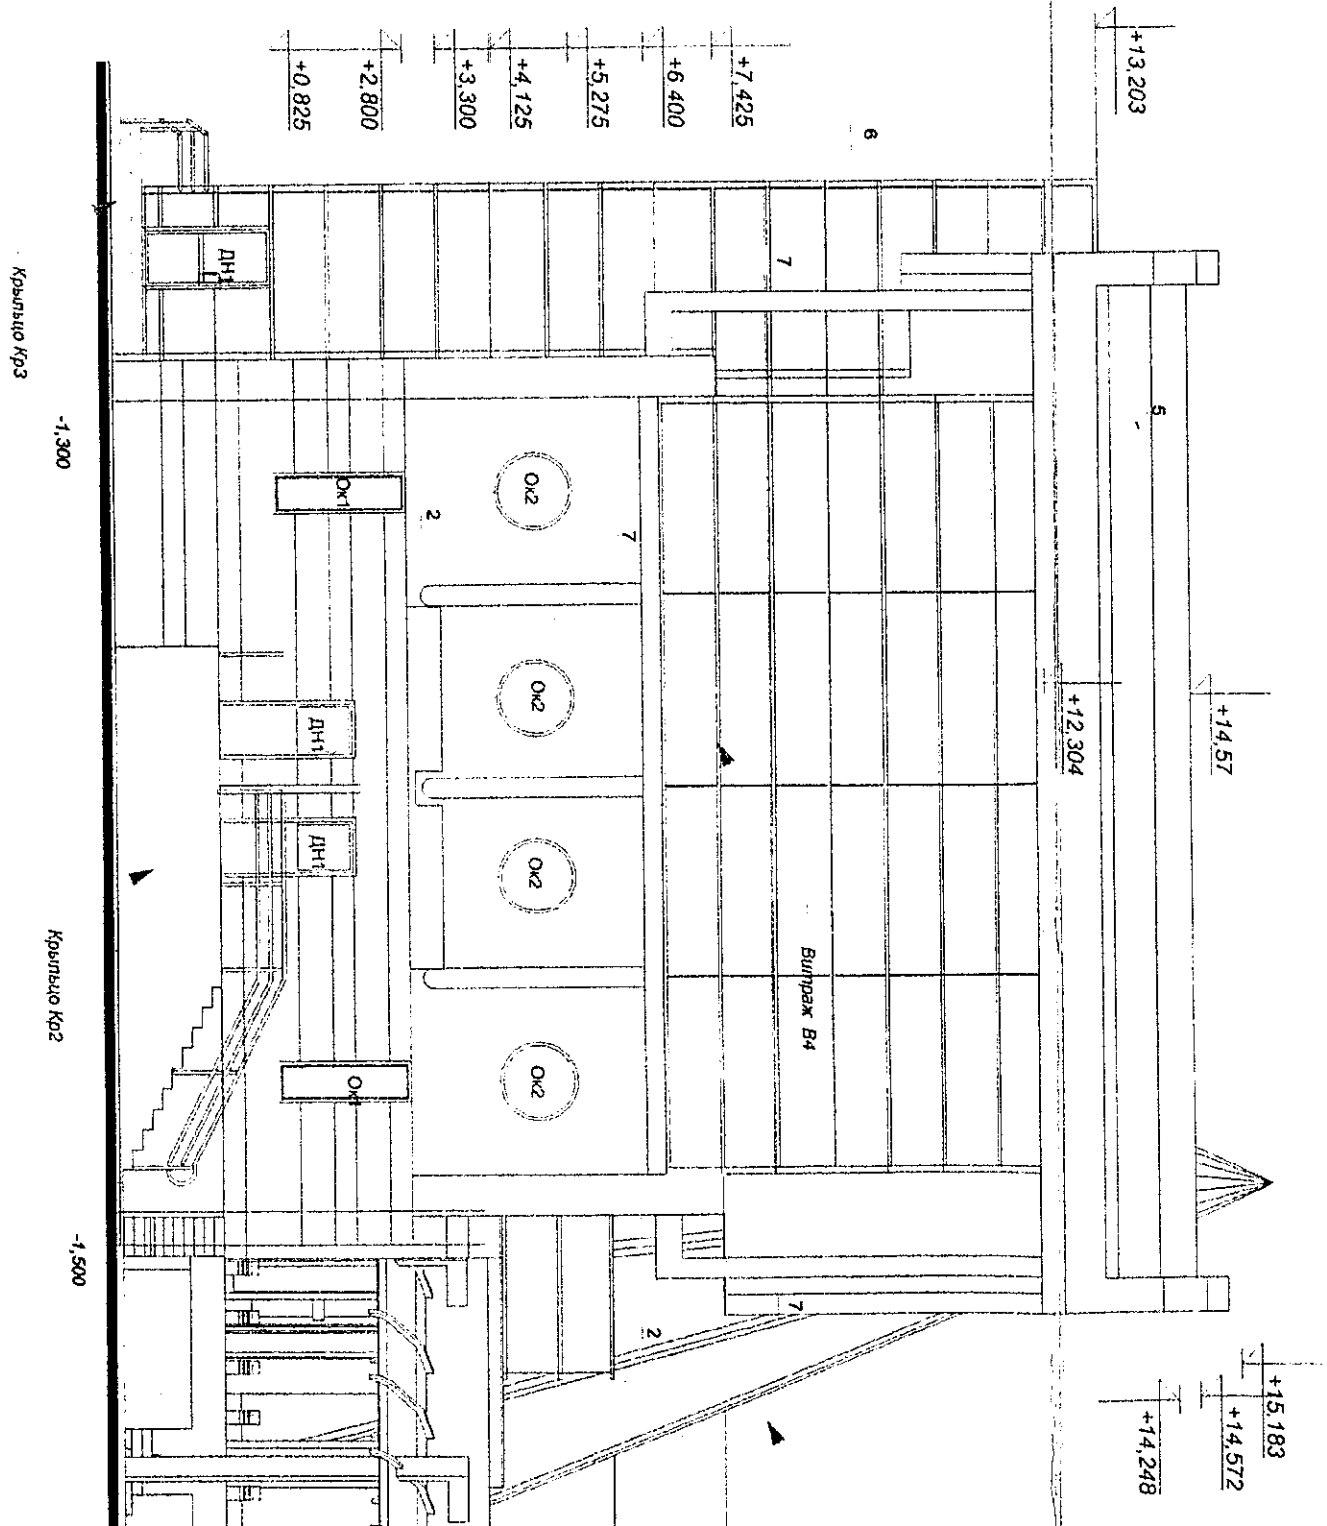 +15,183
+14,572
+14,248
+14,57
+13,203
+12,304
5
6
7
+7,425
+6,400
+5,275
+4,125
+3,300
+2,800
+0,825
Витраж В4
7
7
2
2
Ок2
Ок2
Ок2
Ок2
Ок1
Ок1
ДН1
ДН1
ДН1
-1,300
-1,500
Крыльцо Кр3
Крыльцо Кр2